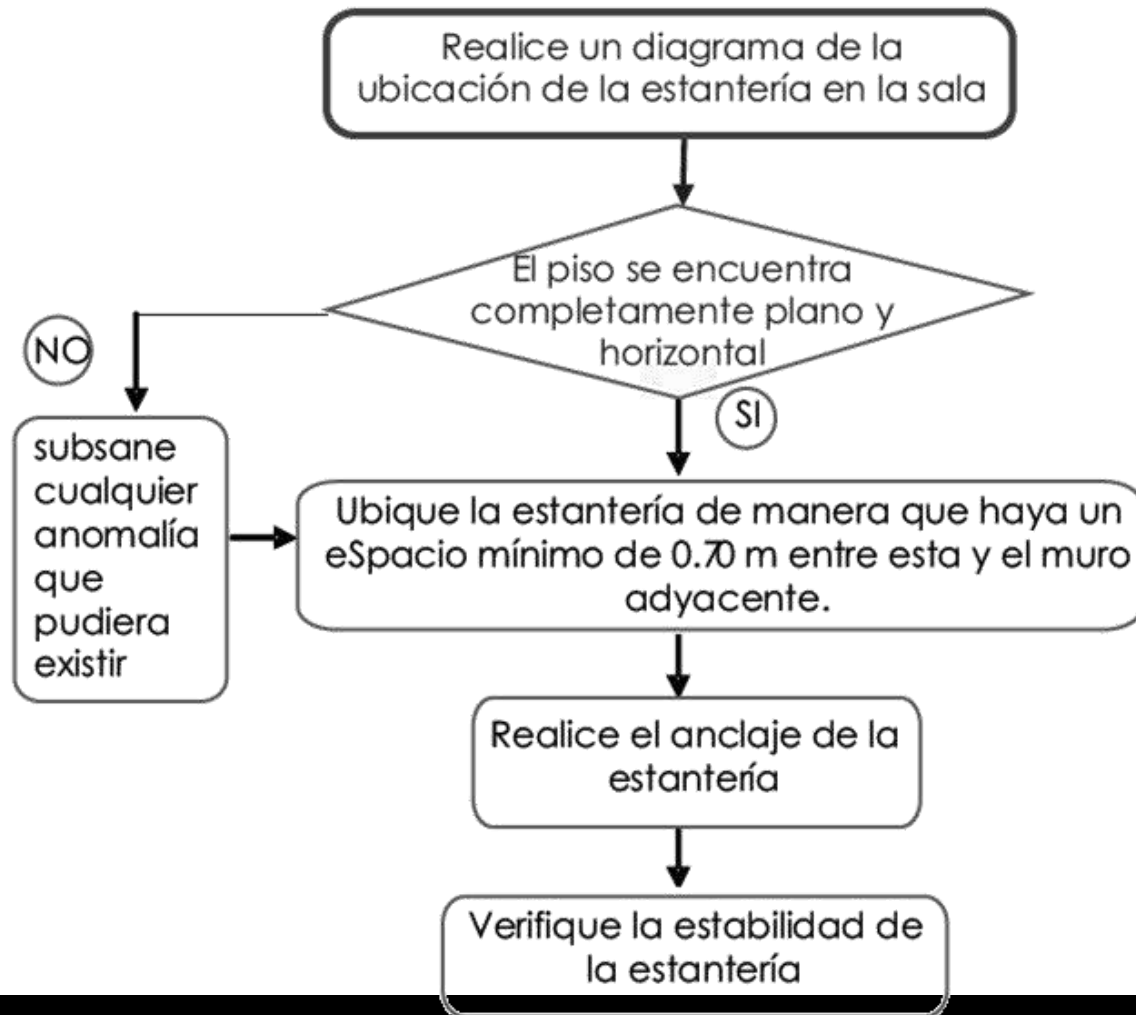 Realice un diagrama de la
ubicación de la estantería en la sala
El piso se encuentra
completamente plano y
horizontal
NO
SI
subsane
cualquier
anomalía
que
pudiera
existir
Ubique la estantería de manera que haya un
eSpacio mínimo de 0.70 m entre esta y el muro
adyacente.
Realice el anclaje de la
estantería
Verifique la estabilidad de
la estantería